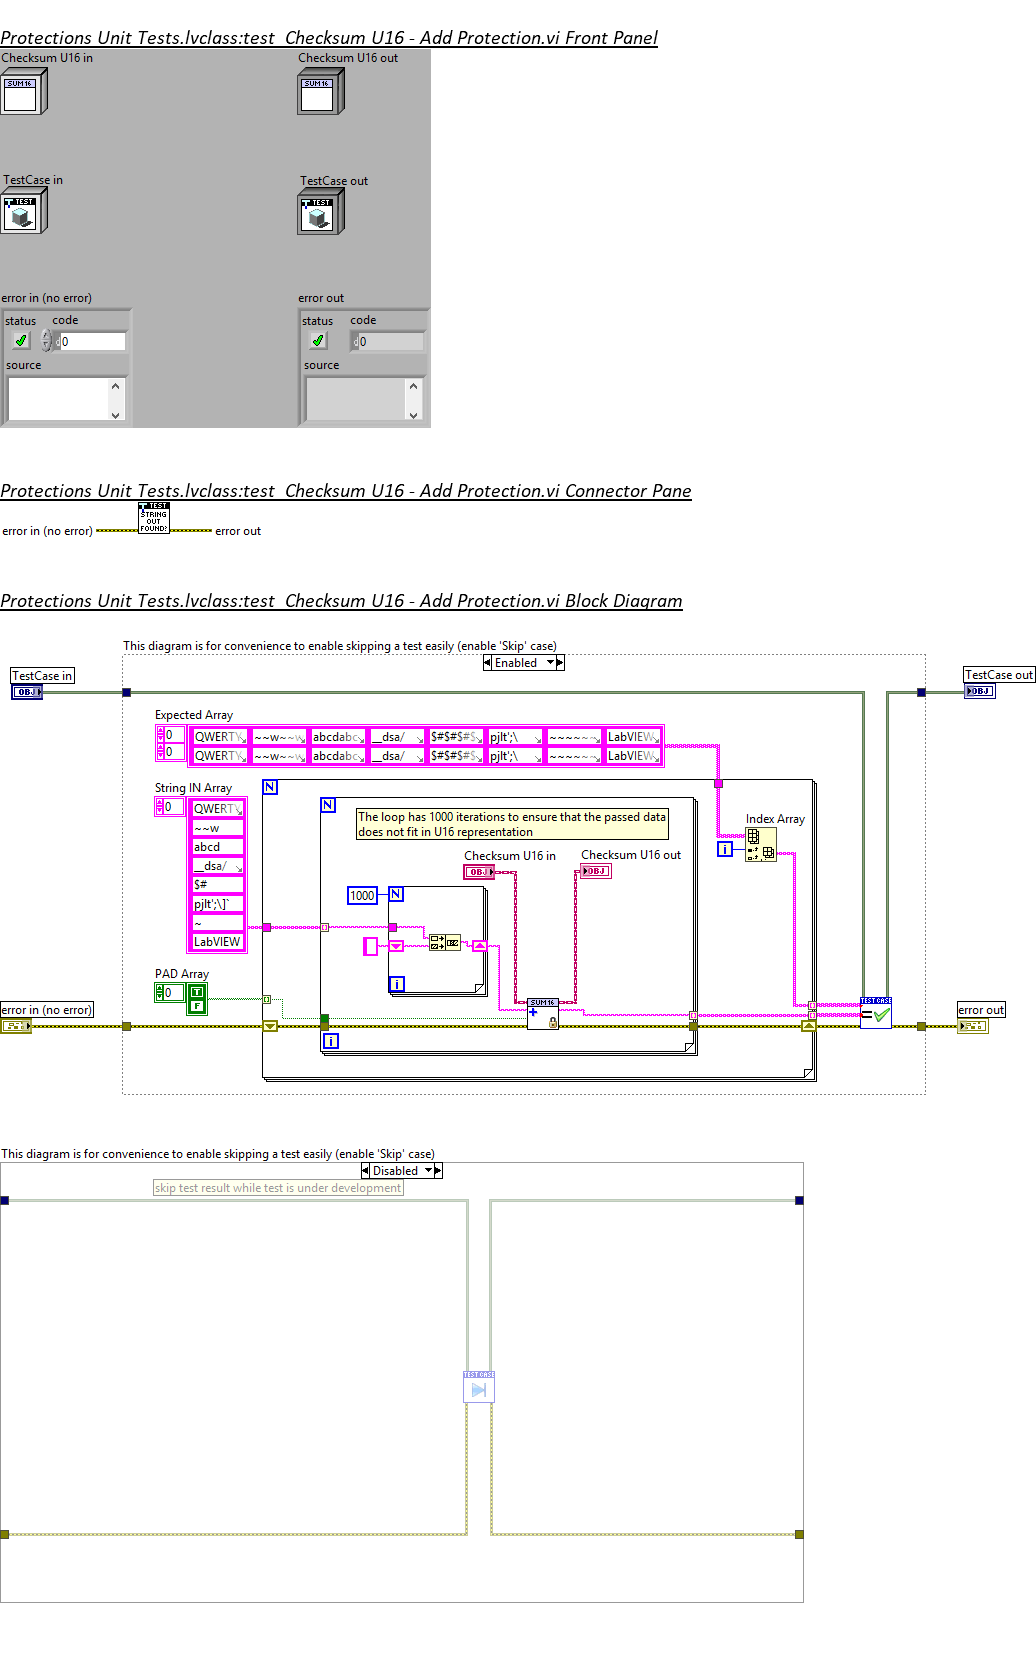 Protections Unit Tests.lvclass:test_Checksum U16 - Add Protection.vi Front Panel
Checksum U16 in
Checksum U16 out
SUM16
SUM16
TestCase in
TestCase out
TEST
TEST
error in (no error)
error out
status
code
status
code
0
0
source
source
Protections Unit Tests.lvclass:test_Checksum U16 - Add Protection.vi Connector Pane
TEST
STRING
OUT
FOUND?
error in (no error)
error out
Protections Unit Tests.lvclass:test_Checksum U16 - Add Protection.vi Block Diagram
This diagram is for convenience to enable skipping a test easily (enable 'Skip' case)
Enabled
TestCase in
TestCase out
OBJ
OBJ
Expected Array
0
QWERTY
~~w~~w
abcdabc
__dsa/
$#$#$#$
pjlt';\
~~~~~~
LabVIEW
0
QWERTY
~~w~~w
abcdabc
__dsa/
$#$#$#$
pjlt';\
~~~~~~
LabVIEW
String IN Array
N
0
QWERTY
~~w
abcd
__dsa/
$#
pjlt';\]`
~
LabVIEW
N
The loop has 1000 iterations to ensure that the passed data
does not fit in U16 representation
Index Array
i
Checksum U16 in
Checksum U16 out
OBJ
OBJ
1000
N
i
PAD Array
0
T
F
SUM16
TEST CASE
error in (no error)
error out
i
This diagram is for convenience to enable skipping a test easily (enable 'Skip' case)
Disabled
skip test result while test is under development
TEST CASE